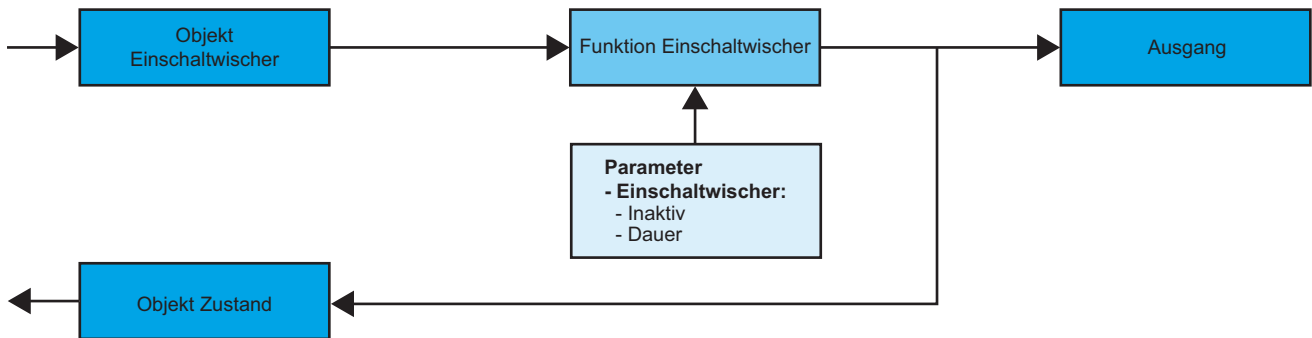 Objekt
Einschaltwischer
Funktion Einschaltwischer
Ausgang
Parameter
- Einschaltwischer:
- Inaktiv
- Dauer
Objekt Zustand